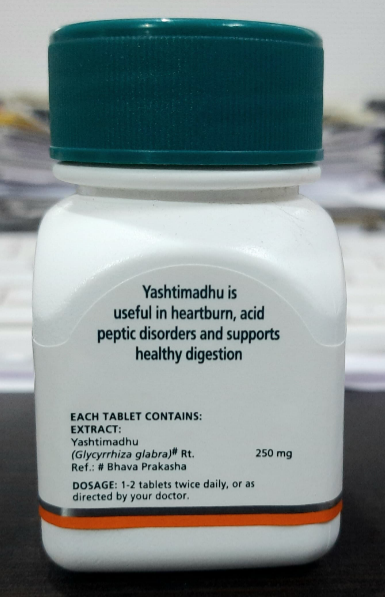 Yashtimadhu is
useful in heartburn, acid
peptic disorders and supports
healthy digestion
EACH TABLET CONTAINS:
EXTRACT:
Yashtimadhu
(Glycyrrhiza glabra)# Rt. 250 mg
Ref.: # Bhava Prakasha
DOSAGE: 1-2 tablets twice daily, or as
directed by your doctor.